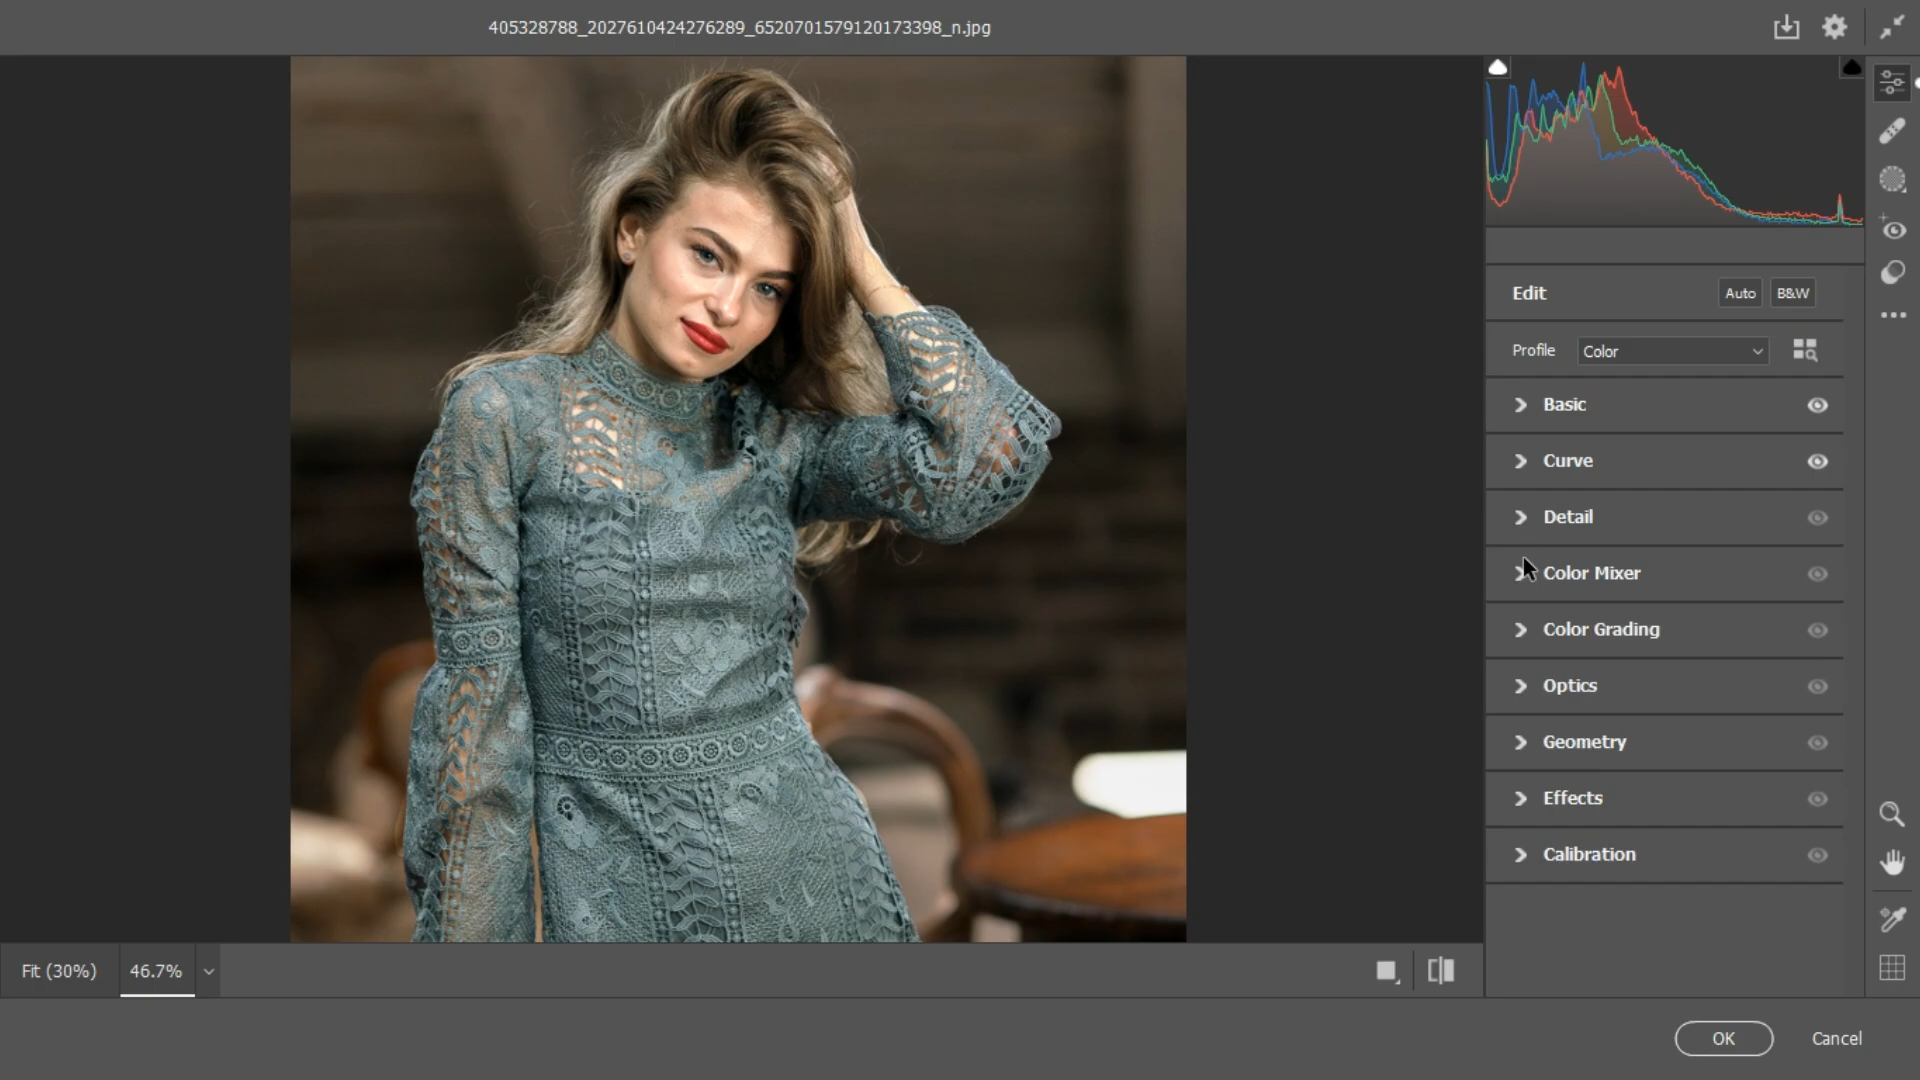 405328788_2027610424276289_6520701579120173398_n.jpg
Edit
Auto
B&W
Profile
Color
Basic
Curve
Detail
Color Mixer
Color Grading
Optics
Geometry
Effects
Calibration
Fit (30%)
46.7%
OK
Cancel